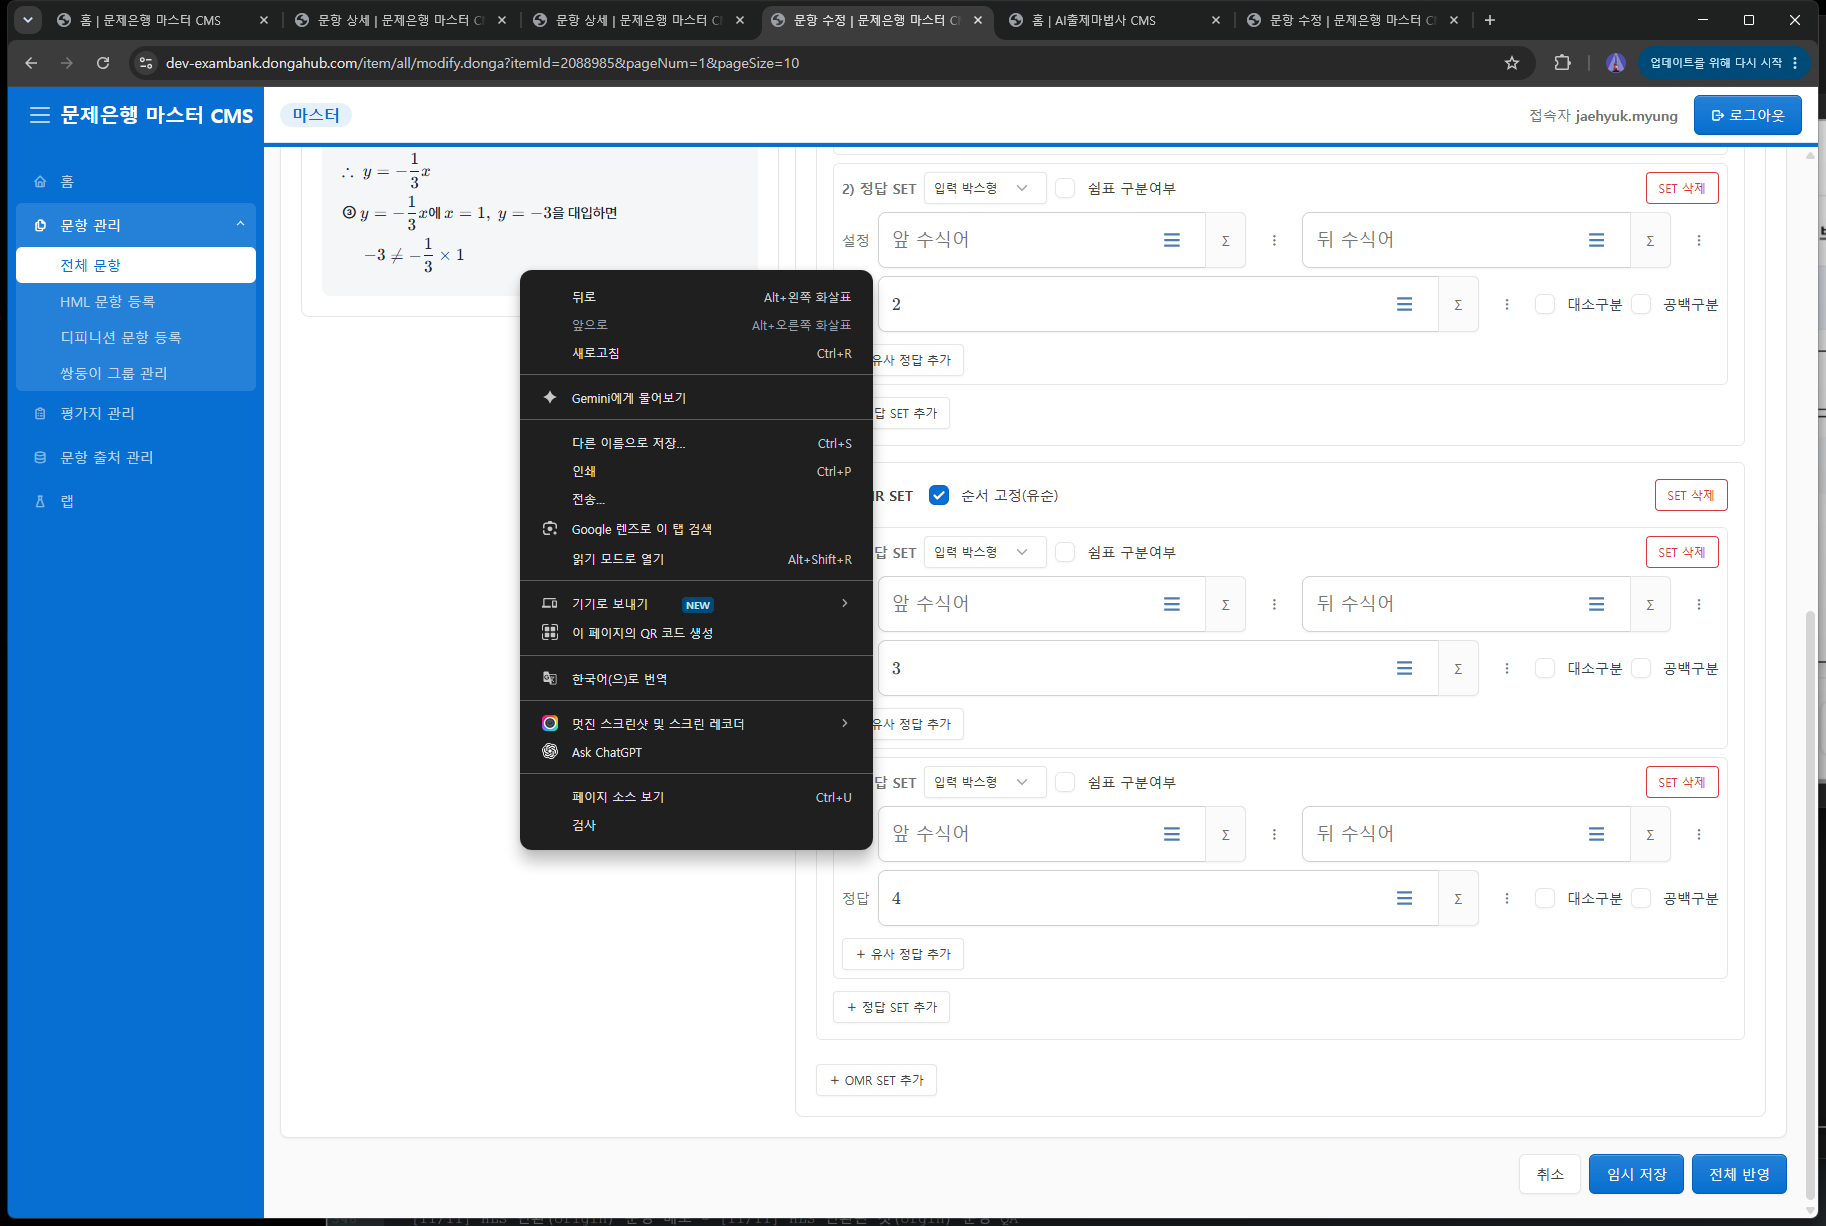 홈 | 문제은행 마스터 CMS
문항 상세 | 문제은행 마스터 C
문항 상세 | 문제은행 마스터 C
문항 수정 | 문제은행 마스터 C
홈 | AI출제마법사 CMS
문항 수정 | 문제은행 마스터 C
dev-exambank.dongahub.com/item/all/modify.donga?itemId=2088985&pageNum=1&pageSize=10
업데이트를 위해 다시 시작
문제은행 마스터 CMS
마스터
접속자 jaehyuk.myung
로그아웃
홈
문항 관리
전체 문항
HML 문항 등록
디피니션 문항 등록
쌍둥이 그룹 관리
평가지 관리
문항 출처 관리
랩
∴ y = −1/3 x
③ y = −1/3 x에 x = 1, y = −3을 대입하면
−3 ≠ −1/3 × 1
뒤로 Alt+왼쪽 화살표
앞으로 Alt+오른쪽 화살표
새로고침 Ctrl+R
Gemini에게 물어보기
다른 이름으로 저장... Ctrl+S
인쇄 Ctrl+P
전송...
Google 렌즈로 이 탭 검색
읽기 모드로 열기 Alt+Shift+R
기기로 보내기 NEW
이 페이지의 QR 코드 생성
한국어(으)로 번역
멋진 스크린샷 및 스크린 레코더
Ask ChatGPT
페이지 소스 보기 Ctrl+U
검사
2) 정답 SET 입력 박스형 쉼표 구분여부 SET 삭제
설정 앞 수식어 Σ 뒤 수식어 Σ
2 Σ 대소구분 공백구분
유사 정답 추가
답 SET 추가
R SET 순서 고정(유순) SET 삭제
답 SET 입력 박스형 쉼표 구분여부 SET 삭제
앞 수식어 Σ 뒤 수식어 Σ
3 Σ 대소구분 공백구분
유사 정답 추가
답 SET 입력 박스형 쉼표 구분여부 SET 삭제
앞 수식어 Σ 뒤 수식어 Σ
정답 4 Σ 대소구분 공백구분
+ 유사 정답 추가
+ 정답 SET 추가
+ OMR SET 추가
취소 임시 저장 전체 반영